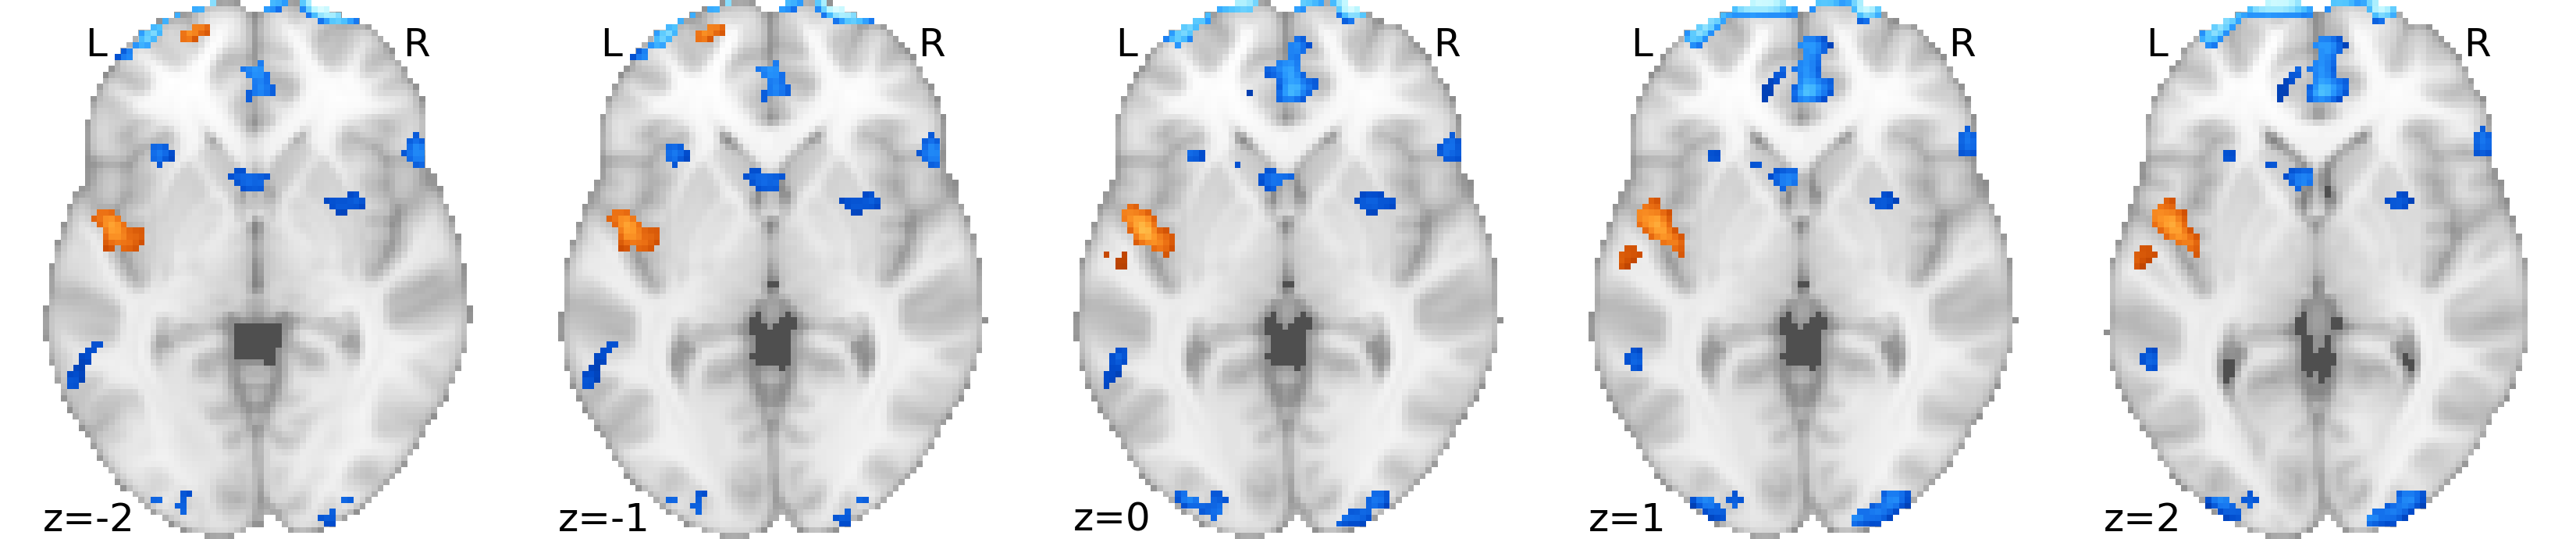 L R L R L R L R L R
z=-2 z=-1 z=0 z=1 z=2